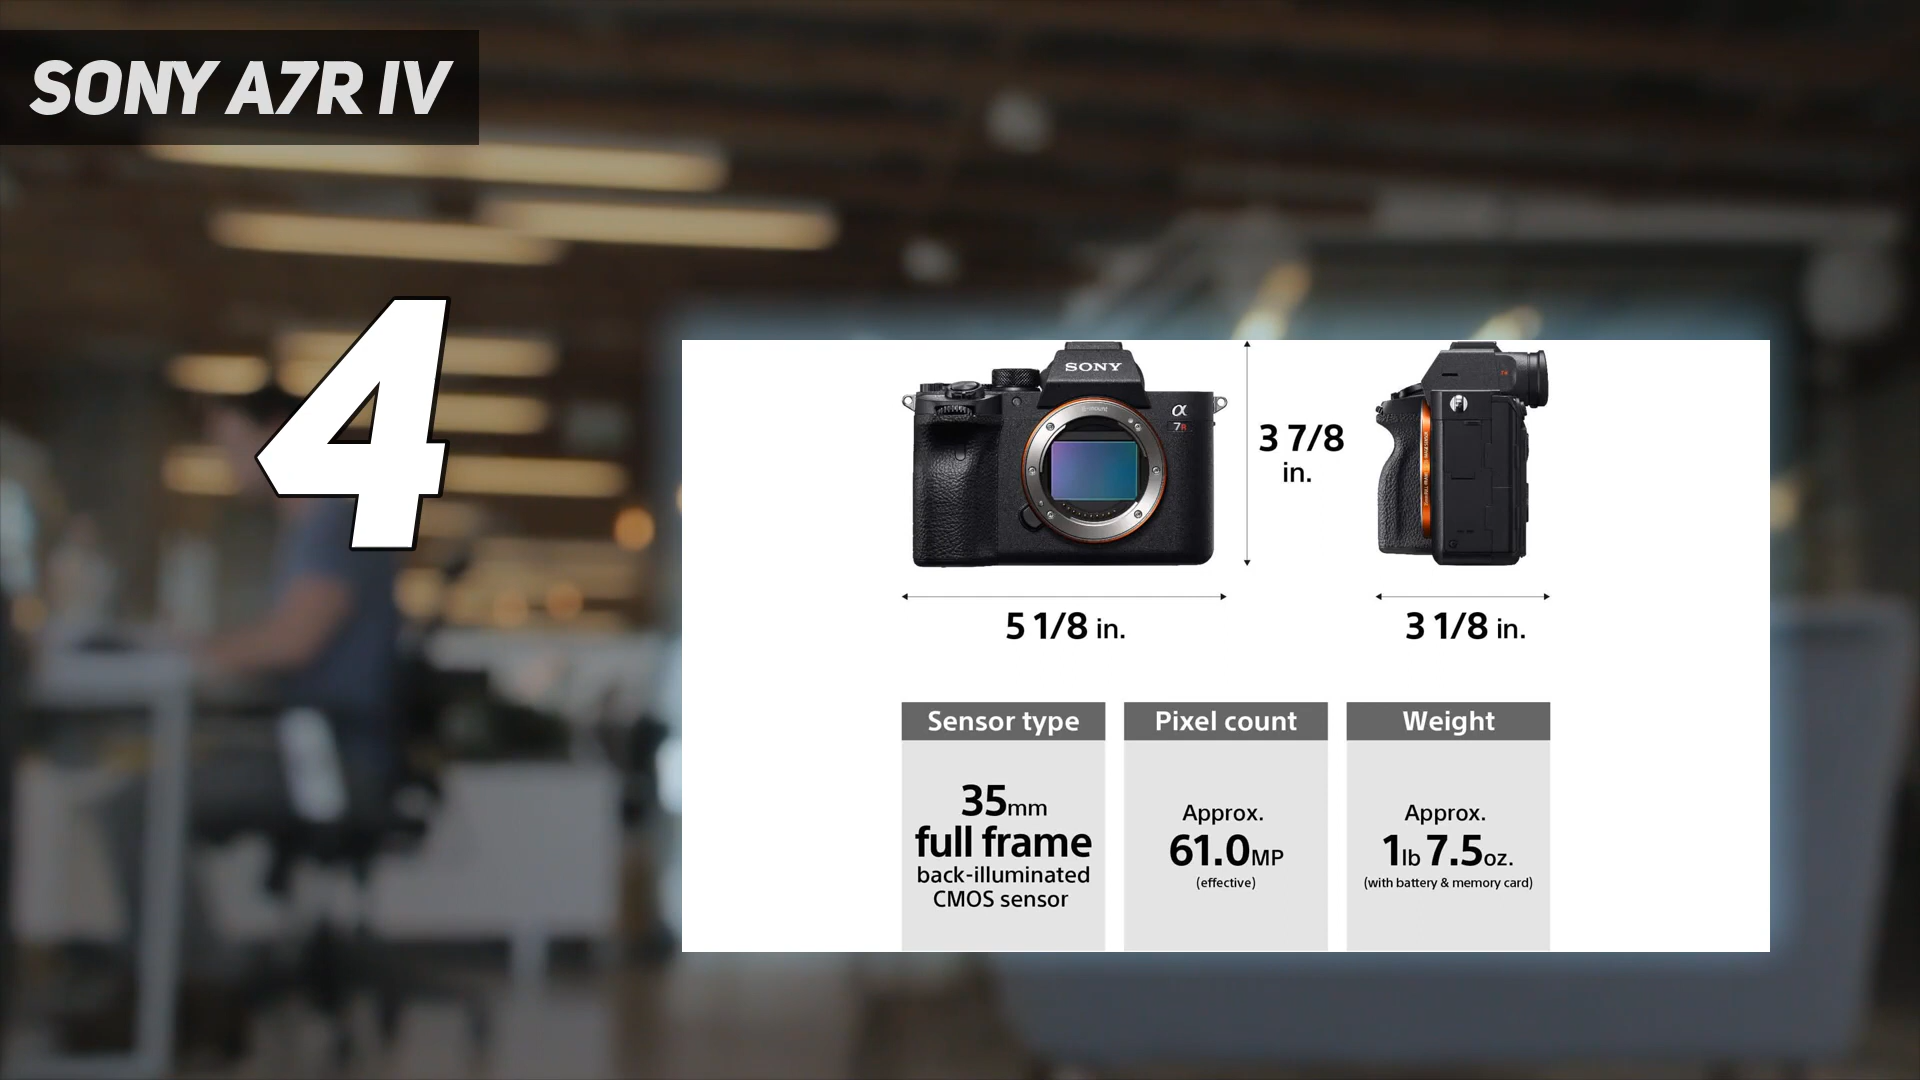 SONY A7R IV
4
SONY
α
7R
3 7/8
in.
5 1/8 in.
3 1/8 in.
Sensor type
Pixel count
Weight
35mm
full frame
back-illuminated
CMOS sensor
Approx.
61.0MP
(effective)
Approx.
1lb 7.5oz.
(with battery & memory card)